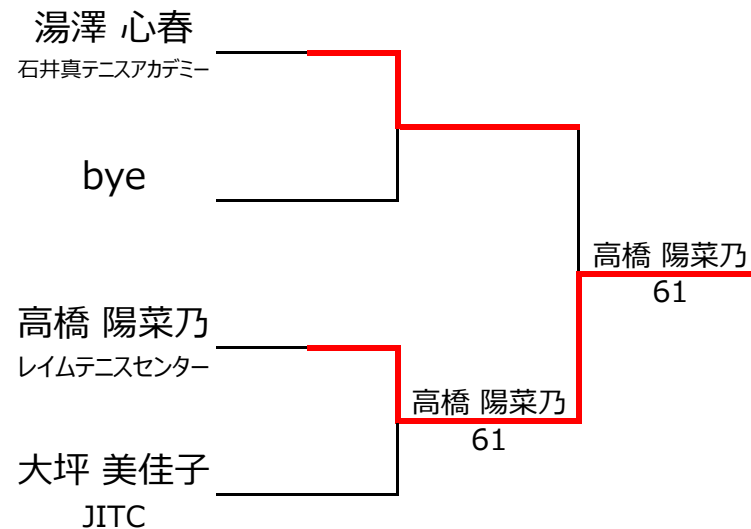 湯澤 心春
石井真テニスアカデミー
bye
高橋 陽菜乃
61
高橋 陽菜乃
レイムテニスセンター
高橋 陽菜乃
61
大坪 美佳子
JITC